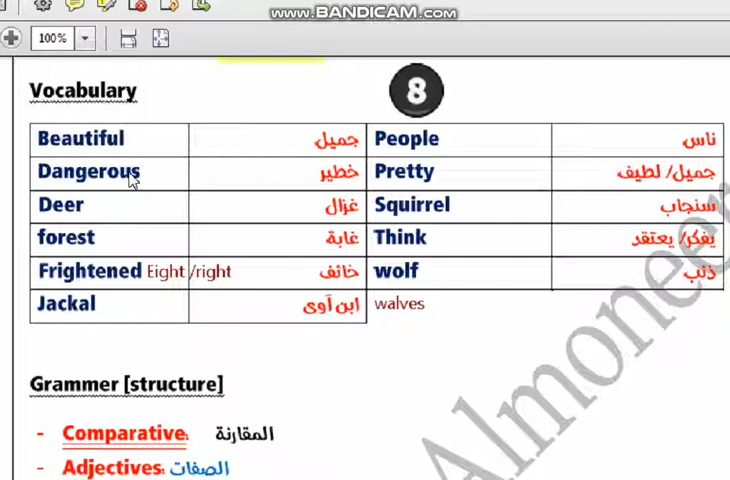 www.BANDICAM.com
100%
Vocabulary
8
Beautiful جميل People ناس
Dangerous خطير Pretty جميل/ لطيف
Deer غزال Squirrel سنجاب
forest غابة Think يفكر/ يعتقد
Frightened Eight /right خائف wolf ذئب
Jackal ابن آوى walves
Grammer [structure]
- Comparative: المقارنة
- Adjectives: الصفات
Almoneer